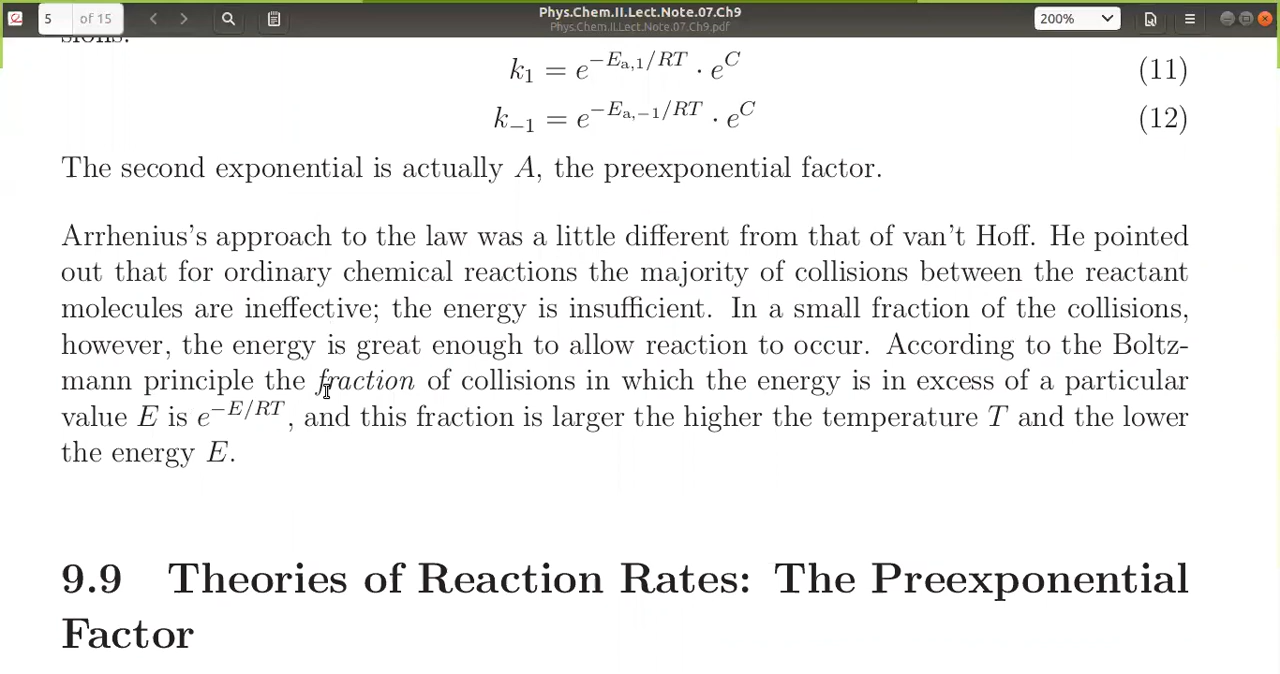 5 of 15
Phys.Chem.II.Lect.Note.07.Ch9
Phys.Chem.II.Lect.Note.07.Ch9.pdf
200%
sions.
k₁ = e^{−E_{a,1}/RT} · e^C (11)
k₋₁ = e^{−E_{a,−1}/RT} · e^C (12)
The second exponential is actually A, the preexponential factor.
Arrhenius's approach to the law was a little different from that of van't Hoff. He pointed
out that for ordinary chemical reactions the majority of collisions between the reactant
molecules are ineffective; the energy is insufficient. In a small fraction of the collisions,
however, the energy is great enough to allow reaction to occur. According to the Boltz-
mann principle the fraction of collisions in which the energy is in excess of a particular
value E is e^{−E/RT}, and this fraction is larger the higher the temperature T and the lower
the energy E.
9.9 Theories of Reaction Rates: The Preexponential
Factor